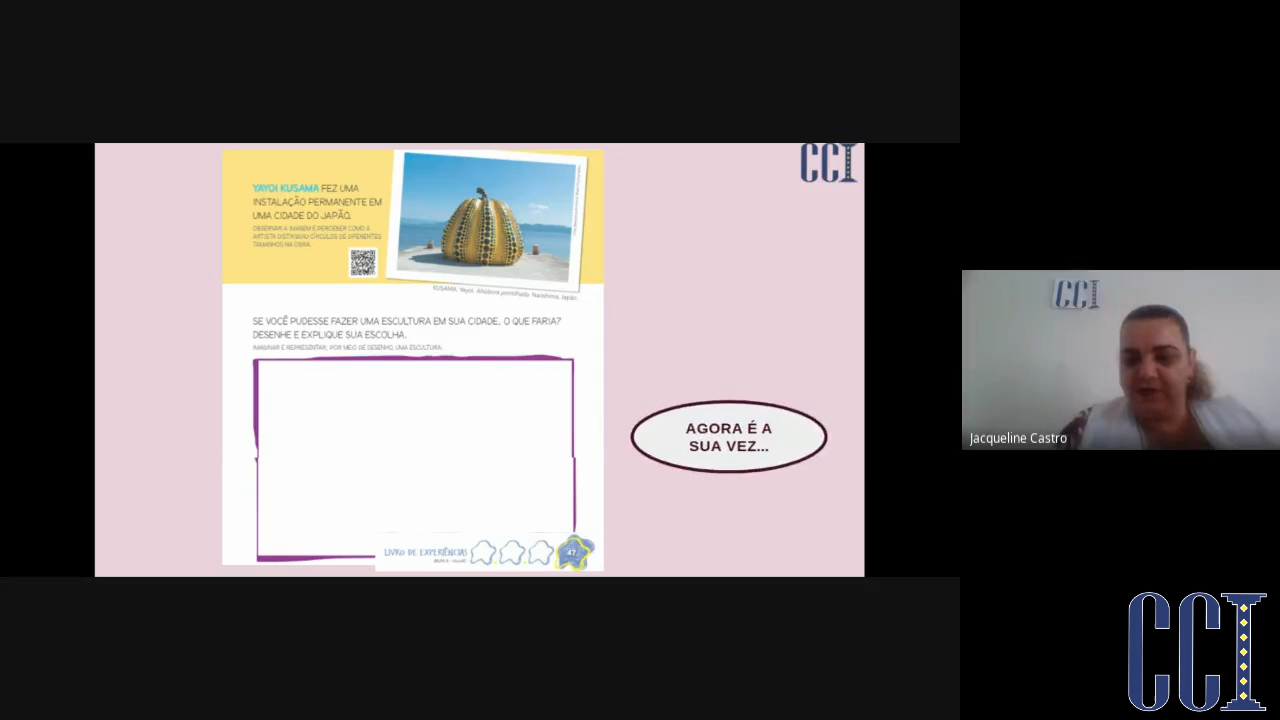 CCI
YAYOI KUSAMA FEZ UMA
INSTALAÇÃO PERMANENTE EM
UMA CIDADE DO JAPÃO.
OBSERVAR A IMAGEM E PERCEBER COMO A
ARTISTA DISTRIBUIU CÍRCULOS DE DIFERENTES
TAMANHOS NA OBRA.
KUSAMA, Yayoi. Abóbora pontilhada. Naoshima, Japão.
SE VOCÊ PUDESSE FAZER UMA ESCULTURA EM SUA CIDADE, O QUE FARIA?
DESENHE E EXPLIQUE SUA ESCOLHA.
IMAGINAR E REPRESENTAR, POR MEIO DE DESENHO, UMA ESCULTURA.
AGORA É A
SUA VEZ...
LIVRO DE EXPERIÊNCIAS
47
CCI
Jacqueline Castro
CCI